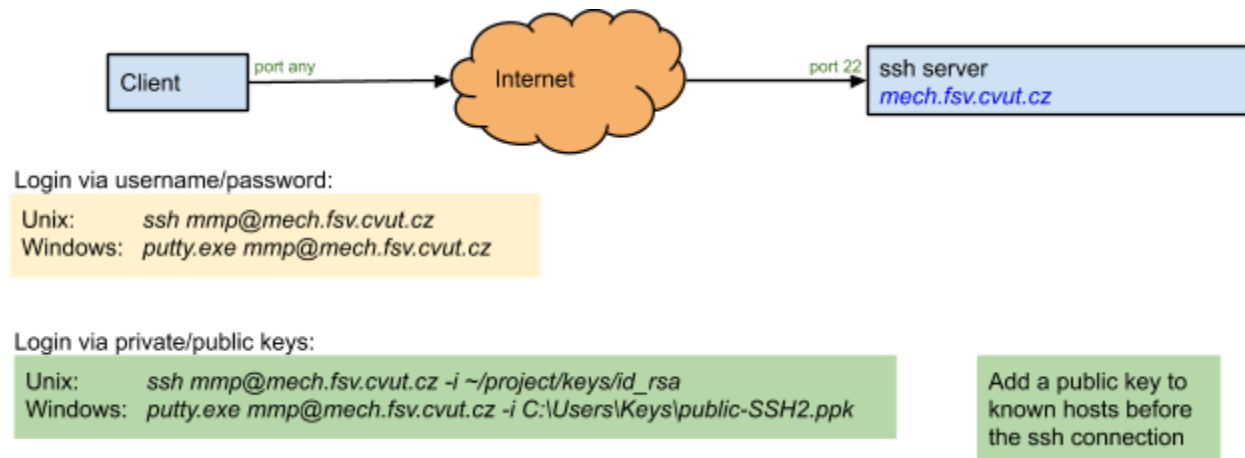 Client
port any
Internet
port 22
ssh server
mech.fsv.cvut.cz
Login via username/password:
Unix: ssh mmp@mech.fsv.cvut.cz
Windows: putty.exe mmp@mech.fsv.cvut.cz
Login via private/public keys:
Unix: ssh mmp@mech.fsv.cvut.cz -i ~/project/keys/id_rsa
Windows: putty.exe mmp@mech.fsv.cvut.cz -i C:\Users\Keys\public-SSH2.ppk
Add a public key to
known hosts before
the ssh connection